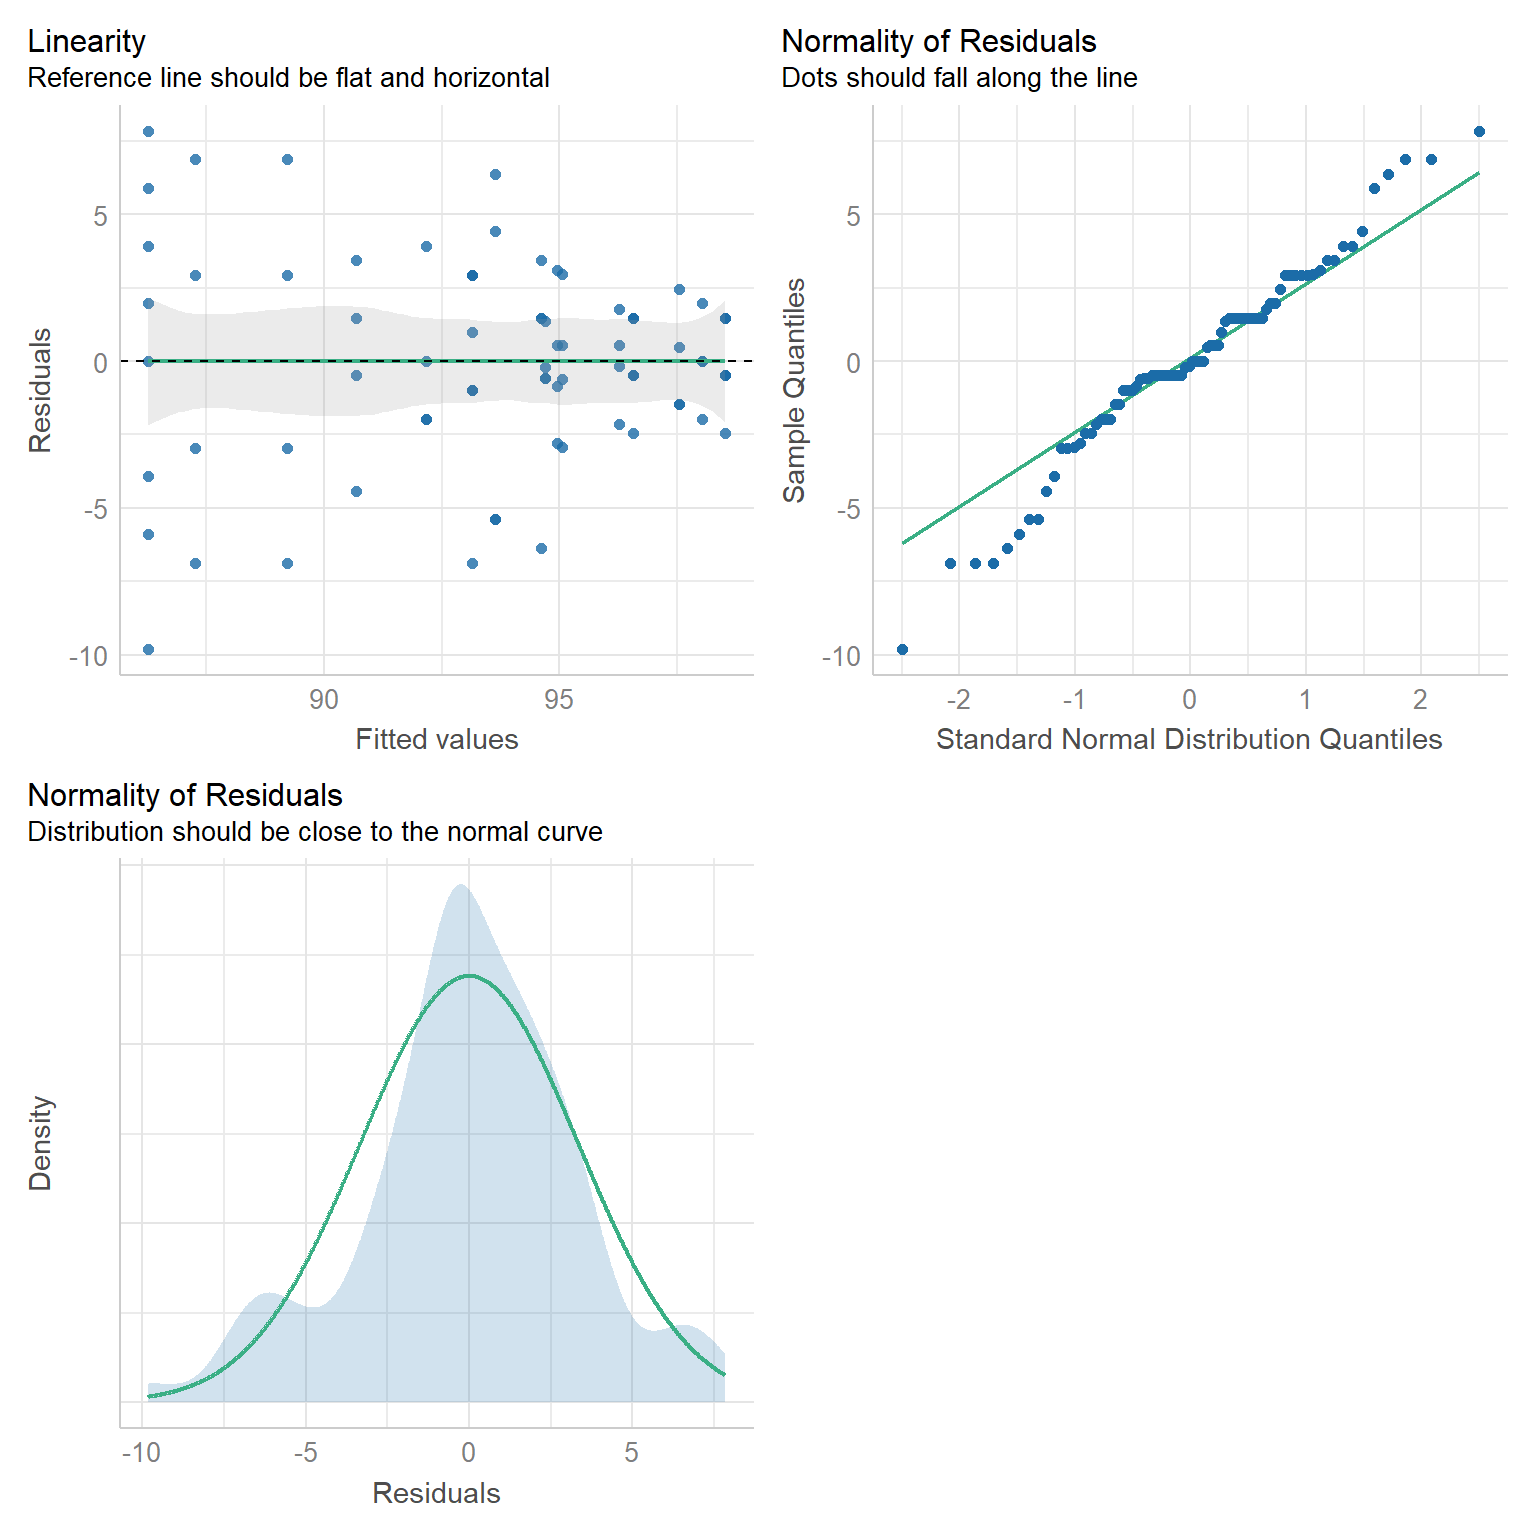 Linearity
Reference line should be flat and horizontal
5
0
-5
-10
Residuals
90
95
Fitted values
Normality of Residuals
Dots should fall along the line
5
0
-5
-10
Sample Quantiles
-2
-1
0
1
2
Standard Normal Distribution Quantiles
Normality of Residuals
Distribution should be close to the normal curve
Density
-10
-5
0
5
Residuals